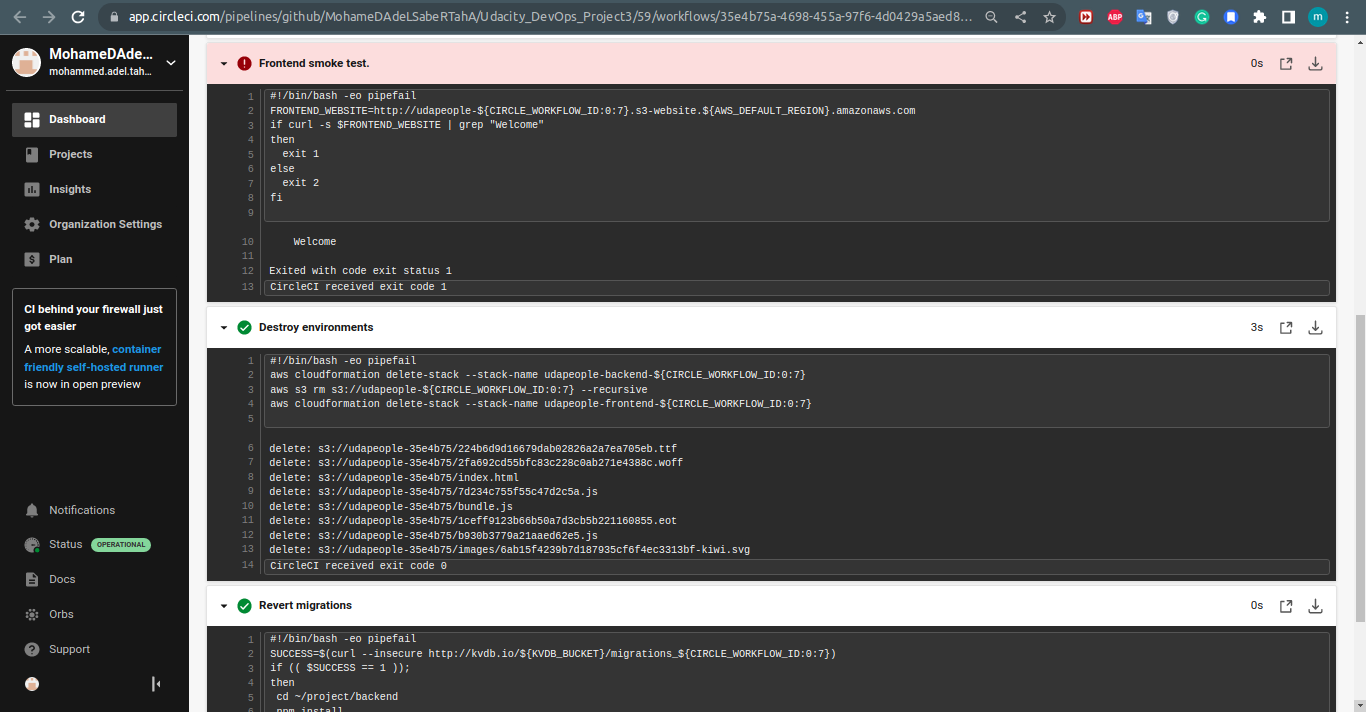 app.circleci.com/pipelines/github/MohameDAdeLSabeRTahA/Udacity_DevOps_Project3/59/workflows/35e4b75a-4698-455a-97f6-4d0429a5aed8...
ABP
m
MohameDAde...
mohammed.adel.tah...
Dashboard
Projects
Insights
Organization Settings
Plan
CI behind your firewall just
got easier
A more scalable, container
friendly self-hosted runner
is now in open preview
Notifications
Status OPERATIONAL
Docs
Orbs
Support
Frontend smoke test. 0s
1 #!/bin/bash -eo pipefail
2 FRONTEND_WEBSITE=http://udapeople-${CIRCLE_WORKFLOW_ID:0:7}.s3-website.${AWS_DEFAULT_REGION}.amazonaws.com
3 if curl -s $FRONTEND_WEBSITE | grep "Welcome"
4 then
5   exit 1
6 else
7   exit 2
8 fi
9
10     Welcome
11
12 Exited with code exit status 1
13 CircleCI received exit code 1
Destroy environments 3s
1 #!/bin/bash -eo pipefail
2 aws cloudformation delete-stack --stack-name udapeople-backend-${CIRCLE_WORKFLOW_ID:0:7}
3 aws s3 rm s3://udapeople-${CIRCLE_WORKFLOW_ID:0:7} --recursive
4 aws cloudformation delete-stack --stack-name udapeople-frontend-${CIRCLE_WORKFLOW_ID:0:7}
5
6 delete: s3://udapeople-35e4b75/224b6d9d16679dab02826a2a7ea705eb.ttf
7 delete: s3://udapeople-35e4b75/2fa692cd55bfc83c228c0ab271e4388c.woff
8 delete: s3://udapeople-35e4b75/index.html
9 delete: s3://udapeople-35e4b75/7d234c755f55c47d2c5a.js
10 delete: s3://udapeople-35e4b75/bundle.js
11 delete: s3://udapeople-35e4b75/1ceff9123b66b50a7d3cb5b221160855.eot
12 delete: s3://udapeople-35e4b75/b930b3779a21aaed62e5.js
13 delete: s3://udapeople-35e4b75/images/6ab15f4239b7d187935cf6f4ec3313bf-kiwi.svg
14 CircleCI received exit code 0
Revert migrations 0s
1 #!/bin/bash -eo pipefail
2 SUCCESS=$(curl --insecure http://kvdb.io/${KVDB_BUCKET}/migrations_${CIRCLE_WORKFLOW_ID:0:7})
3 if (( $SUCCESS == 1 ));
4 then
5  cd ~/project/backend
6  npm install